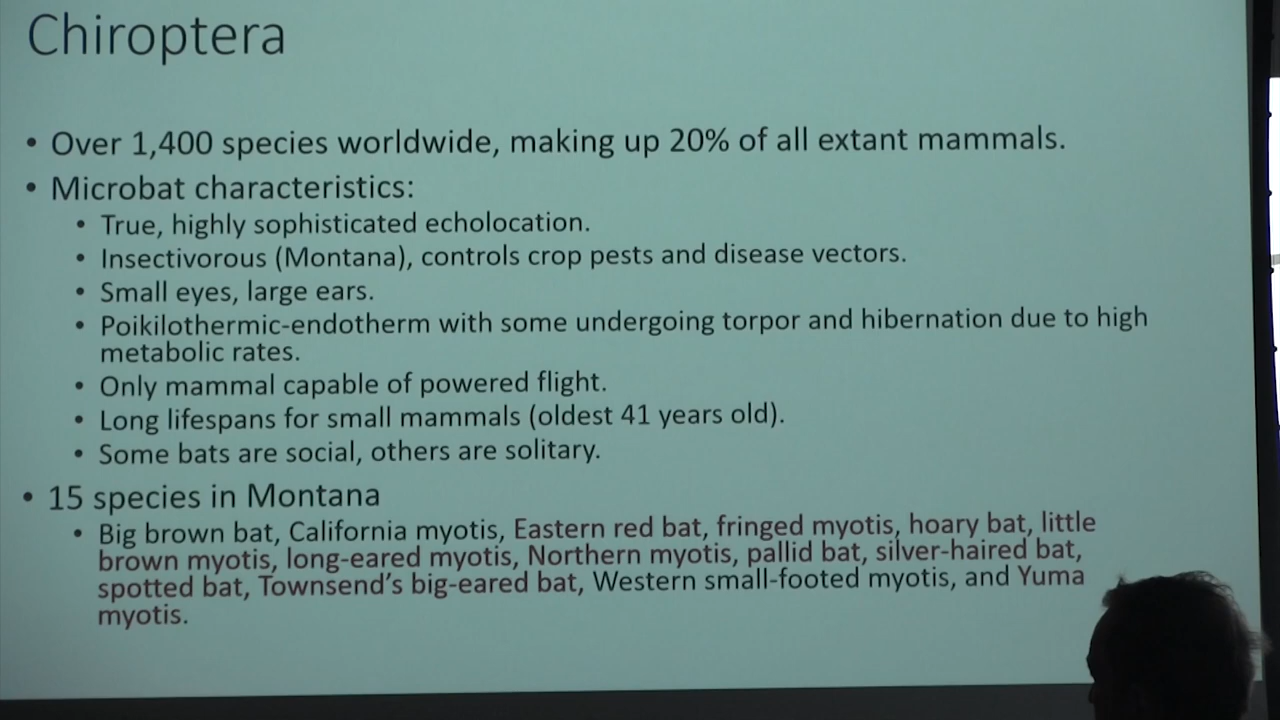 Chiroptera
• Over 1,400 species worldwide, making up 20% of all extant mammals.
• Microbat characteristics:
• True, highly sophisticated echolocation.
• Insectivorous (Montana), controls crop pests and disease vectors.
• Small eyes, large ears.
• Poikilothermic-endotherm with some undergoing torpor and hibernation due to high
metabolic rates.
• Only mammal capable of powered flight.
• Long lifespans for small mammals (oldest 41 years old).
• Some bats are social, others are solitary.
• 15 species in Montana
• Big brown bat, California myotis, Eastern red bat, fringed myotis, hoary bat, little
brown myotis, long-eared myotis, Northern myotis, pallid bat, silver-haired bat,
spotted bat, Townsend’s big-eared bat, Western small-footed myotis, and Yuma
myotis.